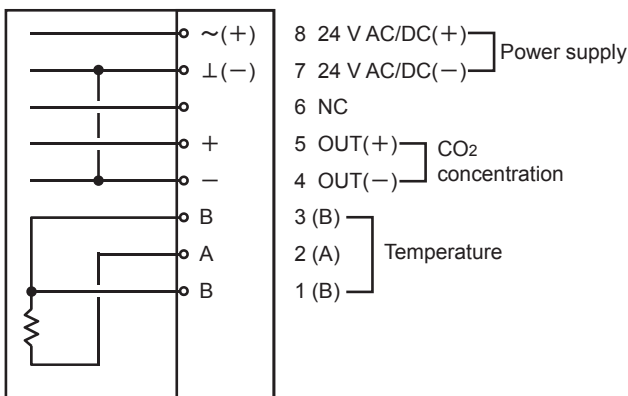 ~(+) 8 24 V AC/DC(+)
Power supply
⊥(−) 7 24 V AC/DC(−)
6 NC
+ 5 OUT(+)
CO2
concentration
− 4 OUT(−)
B 3 (B)
A 2 (A) Temperature
B 1 (B)